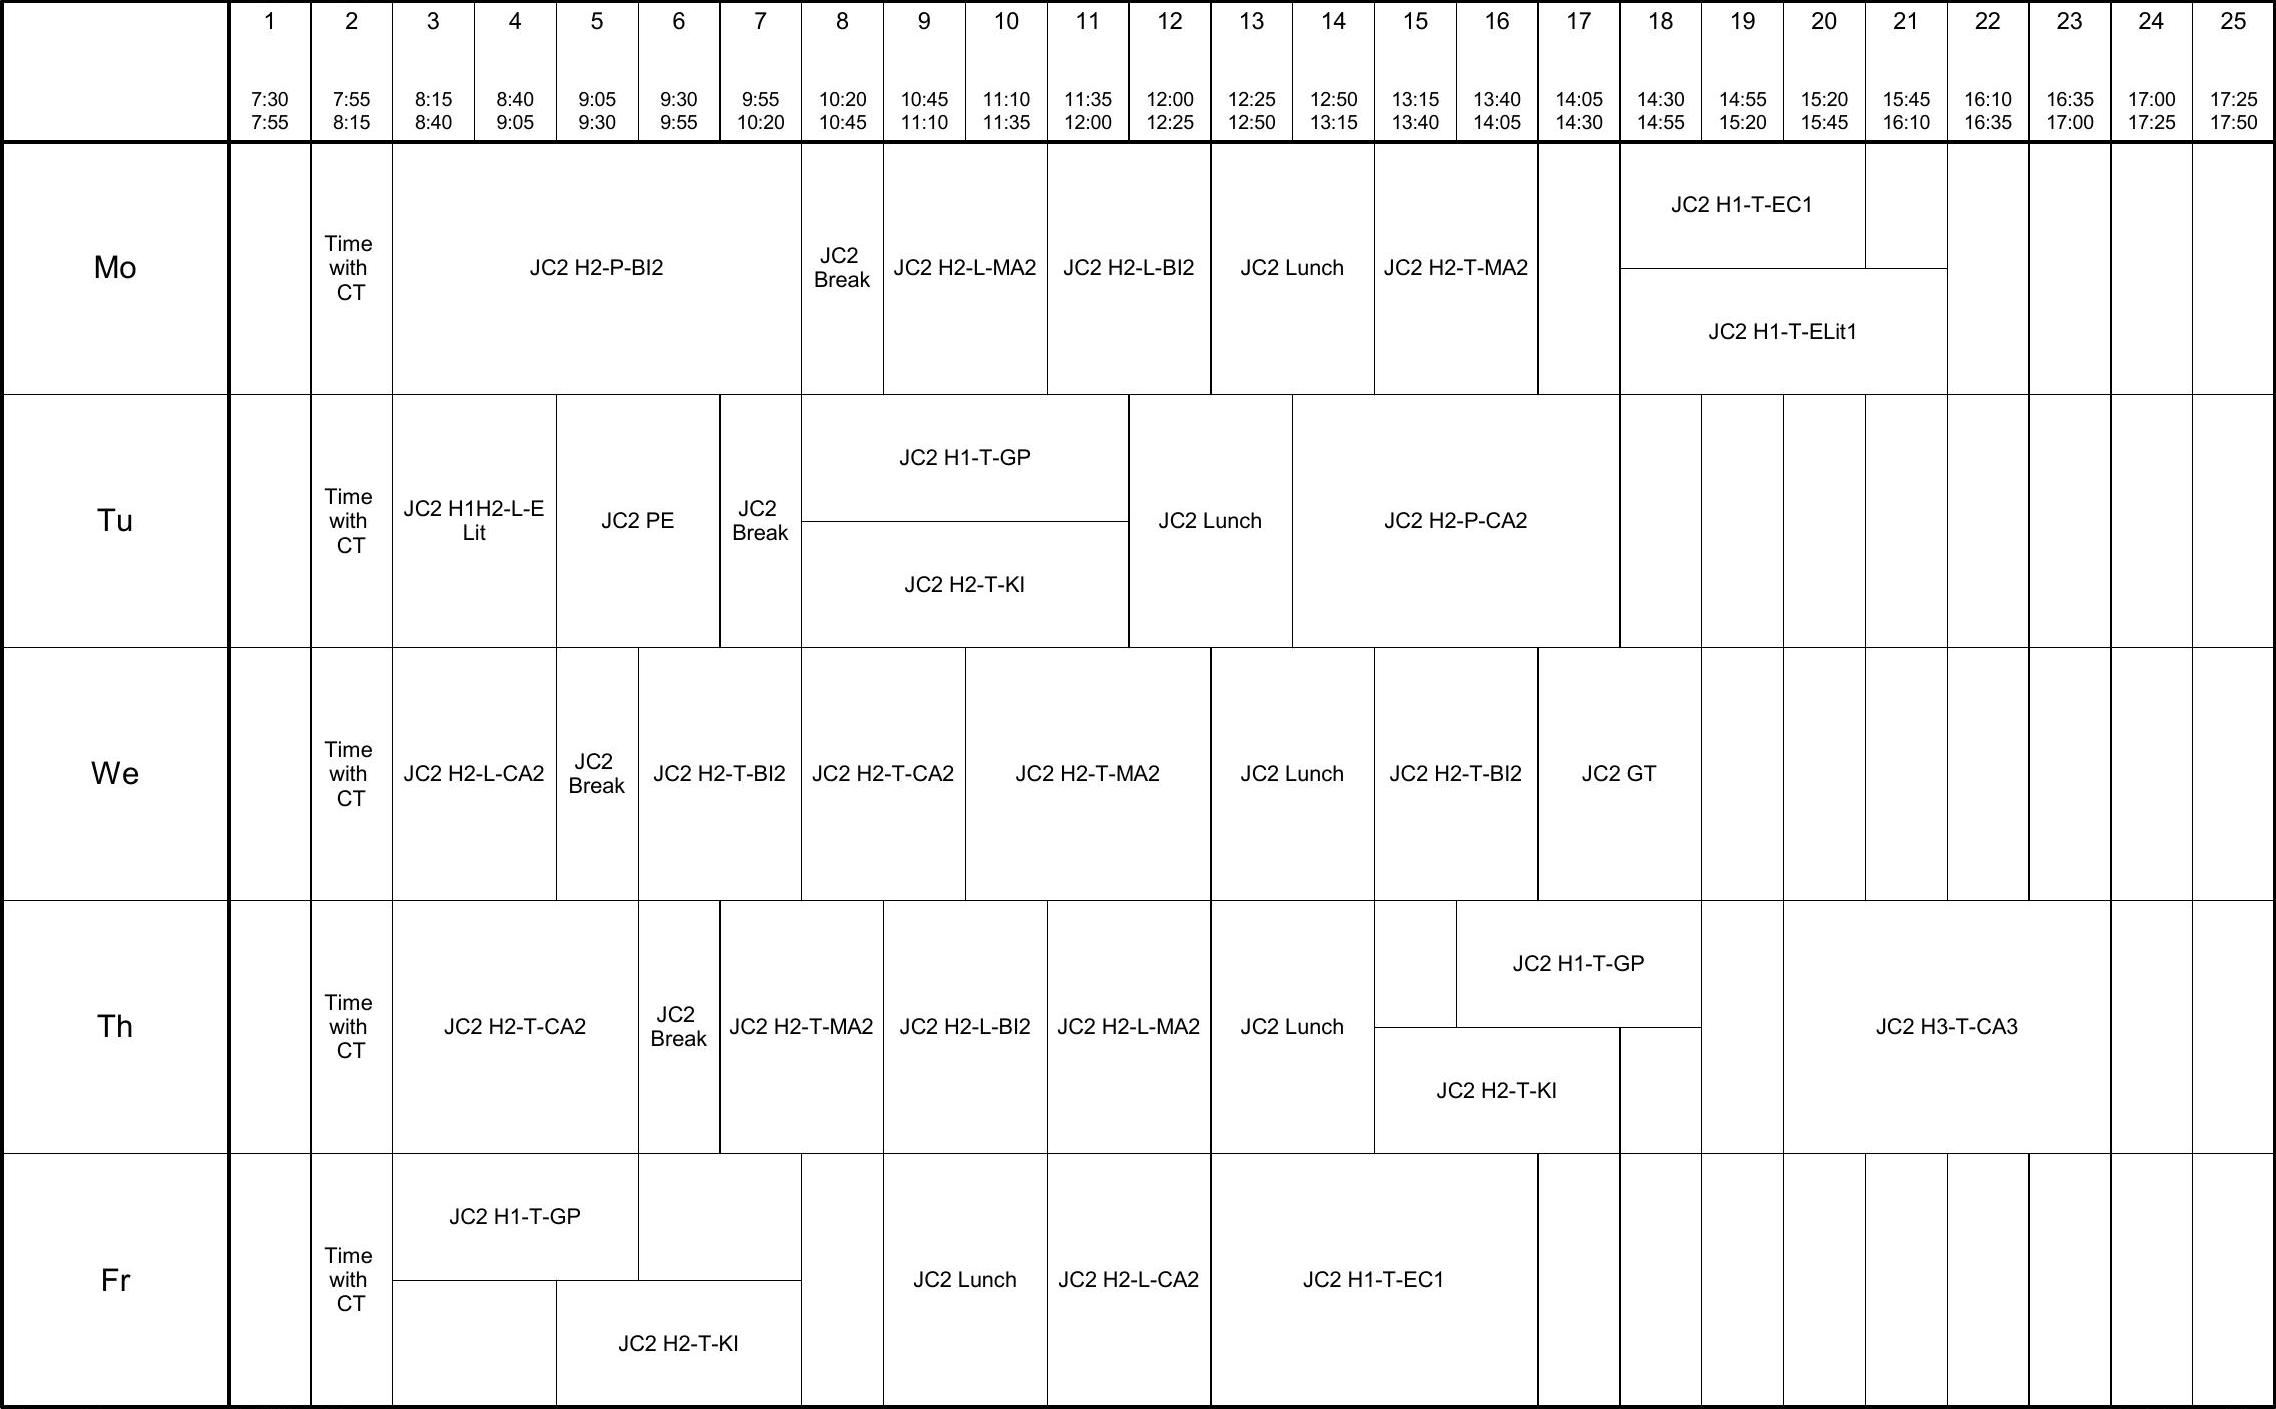 1 2 3 4 5 6 7 8 9 10 11 12 13 14 15 16 17 18 19 20 21 22 23 24 25
7:30 7:55 8:15 8:40 9:05 9:30 9:55 10:20 10:45 11:10 11:35 12:00 12:25 12:50 13:15 13:40 14:05 14:30 14:55 15:20 15:45 16:10 16:35 17:00 17:25
7:55 8:15 8:40 9:05 9:30 9:55 10:20 10:45 11:10 11:35 12:00 12:25 12:50 13:15 13:40 14:05 14:30 14:55 15:20 15:45 16:10 16:35 17:00 17:25 17:50
Mo
Time
with
CT
JC2 H2-P-BI2
JC2
Break
JC2 H2-L-MA2
JC2 H2-L-BI2
JC2 Lunch
JC2 H2-T-MA2
JC2 H1-T-EC1
JC2 H1-T-ELit1
Tu
Time
with
CT
JC2 H1H2-L-E
Lit
JC2 PE
JC2
Break
JC2 H1-T-GP
JC2 H2-T-KI
JC2 Lunch
JC2 H2-P-CA2
We
Time
with
CT
JC2 H2-L-CA2
JC2
Break
JC2 H2-T-BI2
JC2 H2-T-CA2
JC2 H2-T-MA2
JC2 Lunch
JC2 H2-T-BI2
JC2 GT
Th
Time
with
CT
JC2 H2-T-CA2
JC2
Break
JC2 H2-T-MA2
JC2 H2-L-BI2
JC2 H2-L-MA2
JC2 Lunch
JC2 H1-T-GP
JC2 H2-T-KI
JC2 H3-T-CA3
Fr
Time
with
CT
JC2 H1-T-GP
JC2 H2-T-KI
JC2 Lunch
JC2 H2-L-CA2
JC2 H1-T-EC1